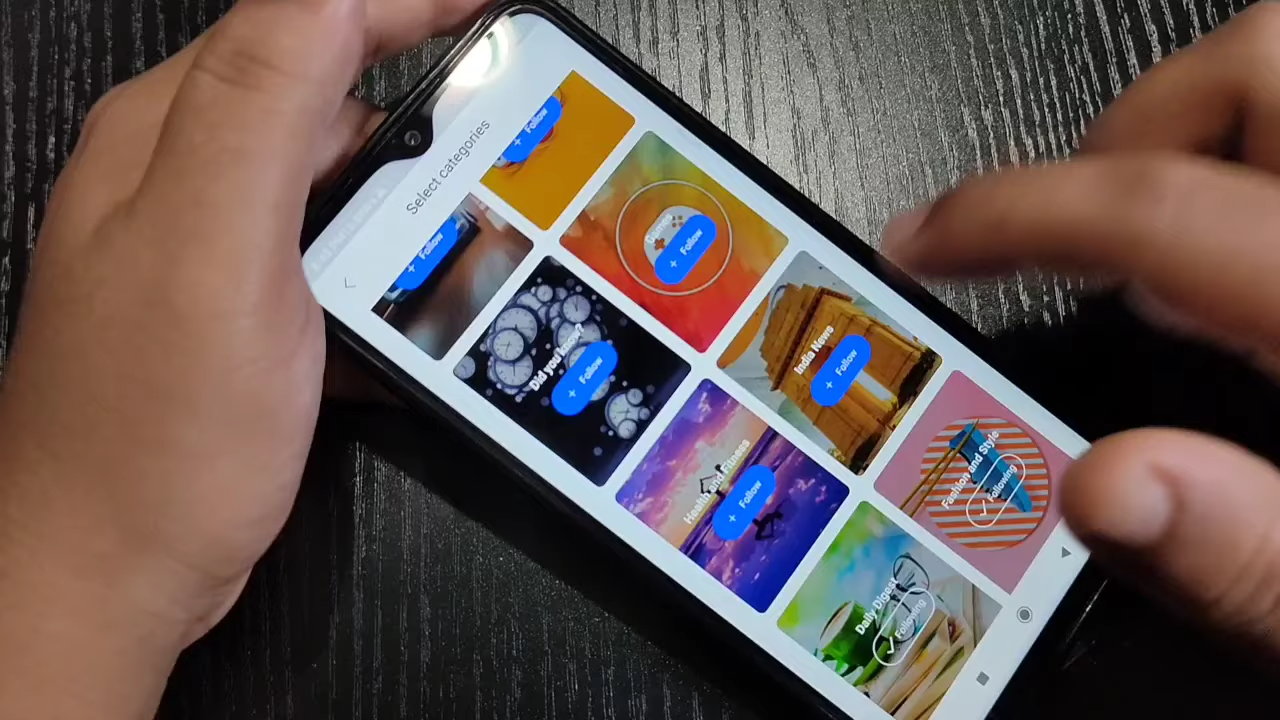 Select categories
+ Follow
+ Follow
Games
+ Follow
Did you know?
+ Follow
India News
+ Follow
Health and Fitness
+ Follow
Fashion and Style
✓ Following
Daily Digest
✓ Following